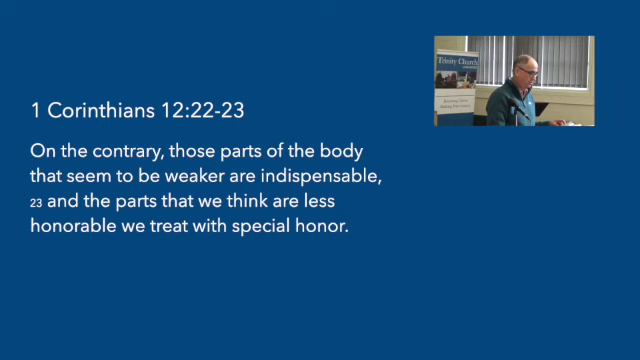 1 Corinthians 12:22-23
On the contrary, those parts of the body
that seem to be weaker are indispensable,
23 and the parts that we think are less
honorable we treat with special honor.
Trinity Church